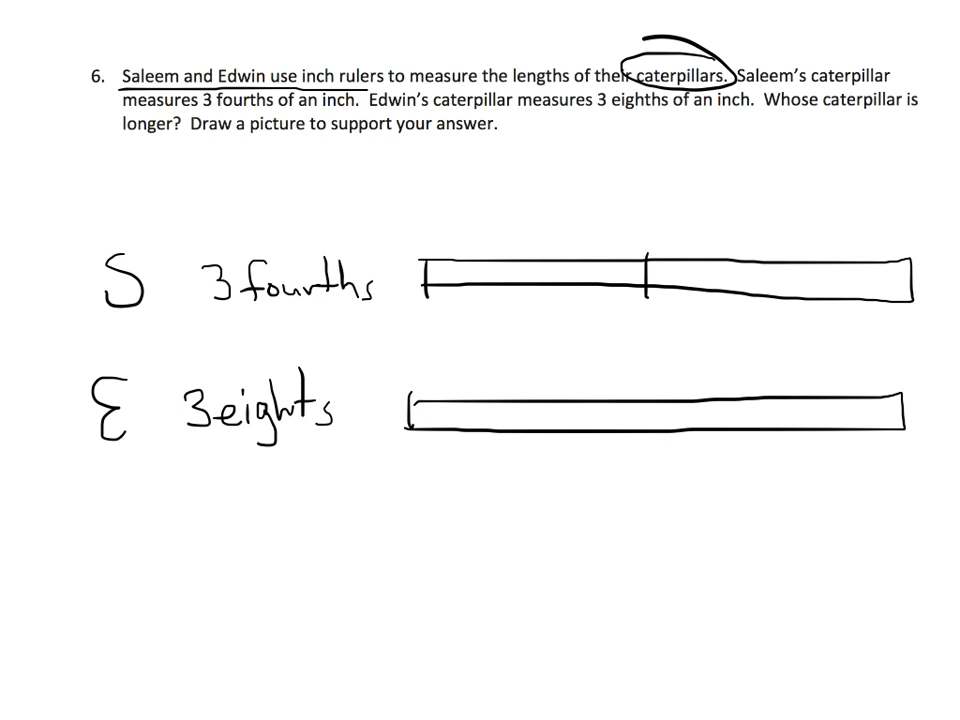 6. Saleem and Edwin use inch rulers to measure the lengths of their caterpillars. Saleem's caterpillar
measures 3 fourths of an inch. Edwin's caterpillar measures 3 eighths of an inch. Whose caterpillar is
longer? Draw a picture to support your answer.
S 3 fourths
E 3 eights